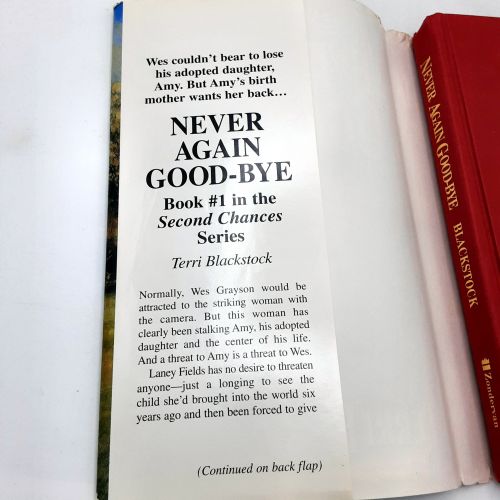 Wes couldn't bear to lose
his adopted daughter,
Amy. But Amy's birth
mother wants her back…
NEVER
AGAIN
GOOD-BYE
Book #1 in the
Second Chances
Series
Terri Blackstock
Normally, Wes Grayson would be
attracted to the striking woman with
the camera. But this woman has
clearly been stalking Amy, his adopted
daughter and the center of his life.
And a threat to Amy is a threat to Wes.
Laney Fields has no desire to threaten
anyone—just a longing to see the
child she'd brought into the world six
years ago and then been forced to give
(Continued on back flap)
NEVER AGAIN GOOD-BYE BLACKSTOCK
Zondervan